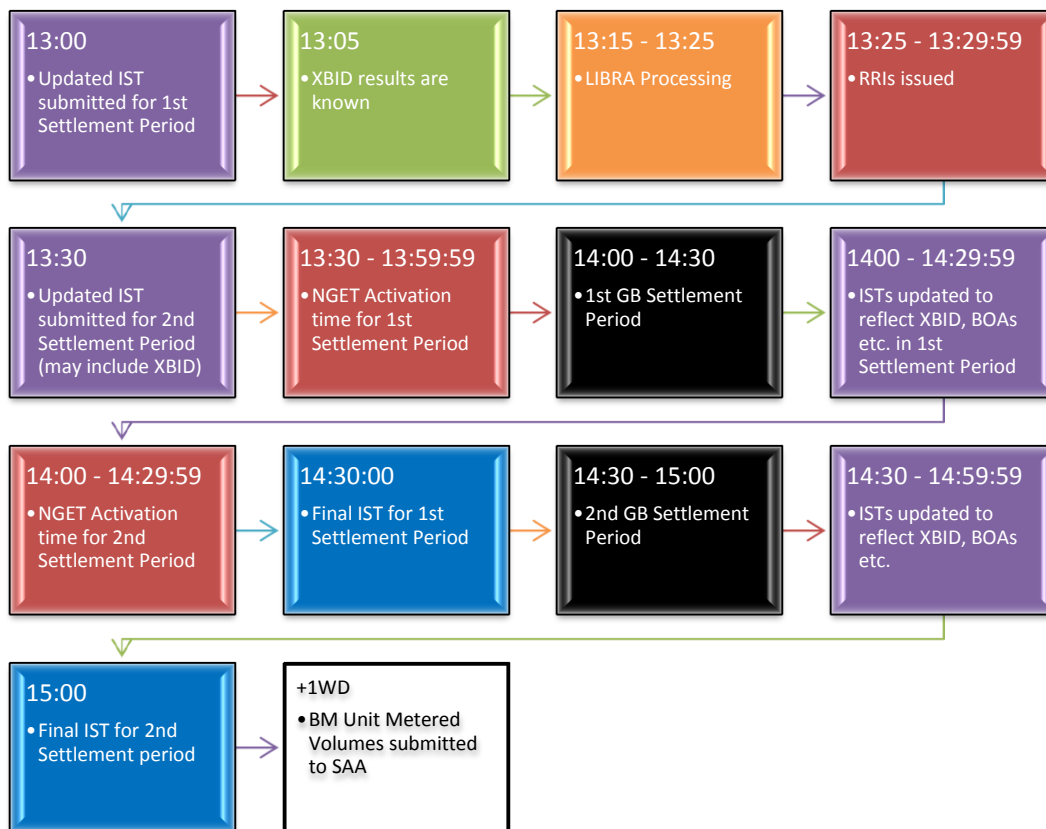 13:00
•Updated IST
submitted for 1st
Settlement Period
13:05
•XBID results are
known
13:15 - 13:25
•LIBRA Processing
13:25 - 13:29:59
•RRIs issued
13:30
•Updated IST
submitted for 2nd
Settlement Period
(may include XBID)
13:30 - 13:59:59
•NGET Activation
time for 1st
Settlement Period
14:00 - 14:30
•1st GB Settlement
Period
1400 - 14:29:59
•ISTs updated to
reflect XBID, BOAs
etc. in 1st
Settlement Period
14:00 - 14:29:59
•NGET Activation
time for 2nd
Settlement Period
14:30:00
•Final IST for 1st
Settlement Period
14:30 - 15:00
•2nd GB Settlement
Period
14:30 - 14:59:59
•ISTs updated to
reflect XBID, BOAs
etc.
15:00
•Final IST for 2nd
Settlement period
+1WD
•BM Unit Metered
Volumes submitted
to SAA